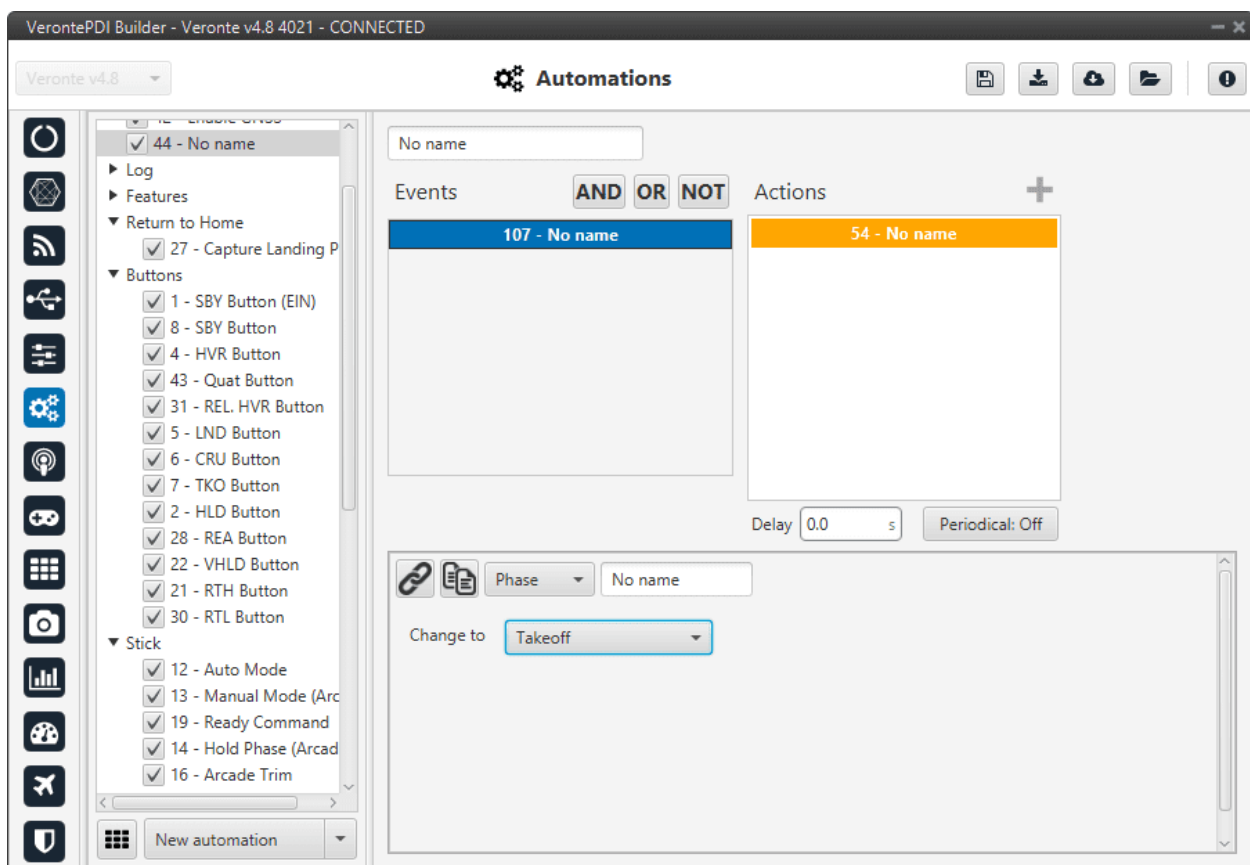 VerontePDI Builder - Veronte v4.8 4021 - CONNECTED
Veronte v4.8
Automations
42 - Enable GNSS
44 - No name
Log
Features
Return to Home
27 - Capture Landing P
Buttons
1 - SBY Button (EIN)
8 - SBY Button
4 - HVR Button
43 - Quat Button
31 - REL. HVR Button
5 - LND Button
6 - CRU Button
7 - TKO Button
2 - HLD Button
28 - REA Button
22 - VHLD Button
21 - RTH Button
30 - RTL Button
Stick
12 - Auto Mode
13 - Manual Mode (Arc
19 - Ready Command
14 - Hold Phase (Arcad
16 - Arcade Trim
New automation
No name
Events AND OR NOT
107 - No name
Actions
54 - No name
Delay 0.0 s Periodical: Off
Phase No name
Change to Takeoff